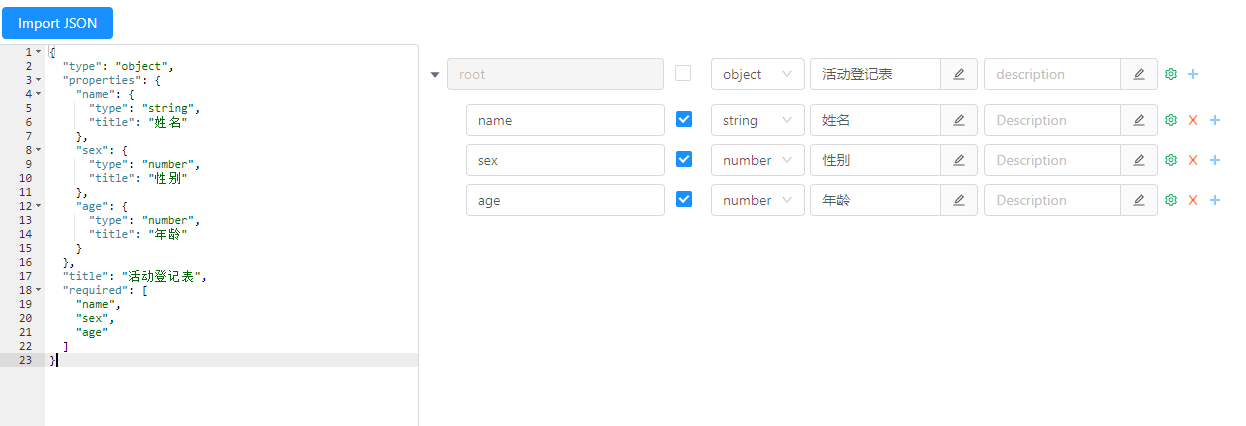 Import JSON
1 {
2 "type": "object",
3 "properties": {
4 "name": {
5 "type": "string",
6 "title": "姓名"
7 },
8 "sex": {
9 "type": "number",
10 "title": "性别"
11 },
12 "age": {
13 "type": "number",
14 "title": "年龄"
15 }
16 },
17 "title": "活动登记表",
18 "required": [
19 "name",
20 "sex",
21 "age"
22 ]
23 }
root object 活动登记表 description
name string 姓名 Description
sex number 性别 Description
age number 年龄 Description